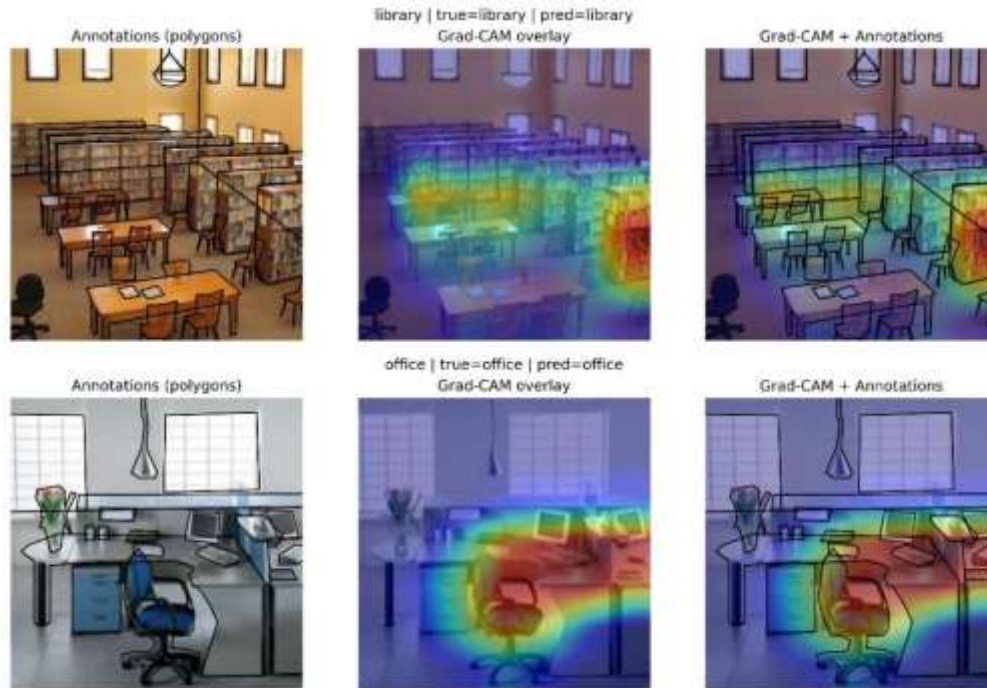 library | true=library | pred=library
Annotations (polygons)
Grad-CAM overlay
Grad-CAM + Annotations
office | true=office | pred=office
Annotations (polygons)
Grad-CAM overlay
Grad-CAM + Annotations